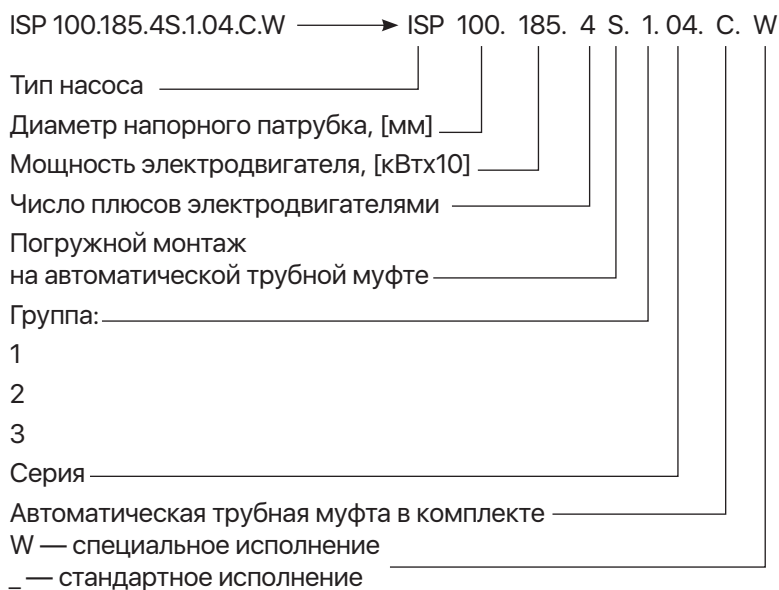 ISP 100.185.4S.1.04.C.W ISP 100. 185. 4 S. 1. 04. C. W
Тип насоса
Диаметр напорного патрубка, [мм]
Мощность электродвигателя, [кВтх10]
Число плюсов электродвигателями
Погружной монтаж
на автоматической трубной муфте
Группа:
1
2
3
Серия
Автоматическая трубная муфта в комплекте
W — специальное исполнение
_ — стандартное исполнение